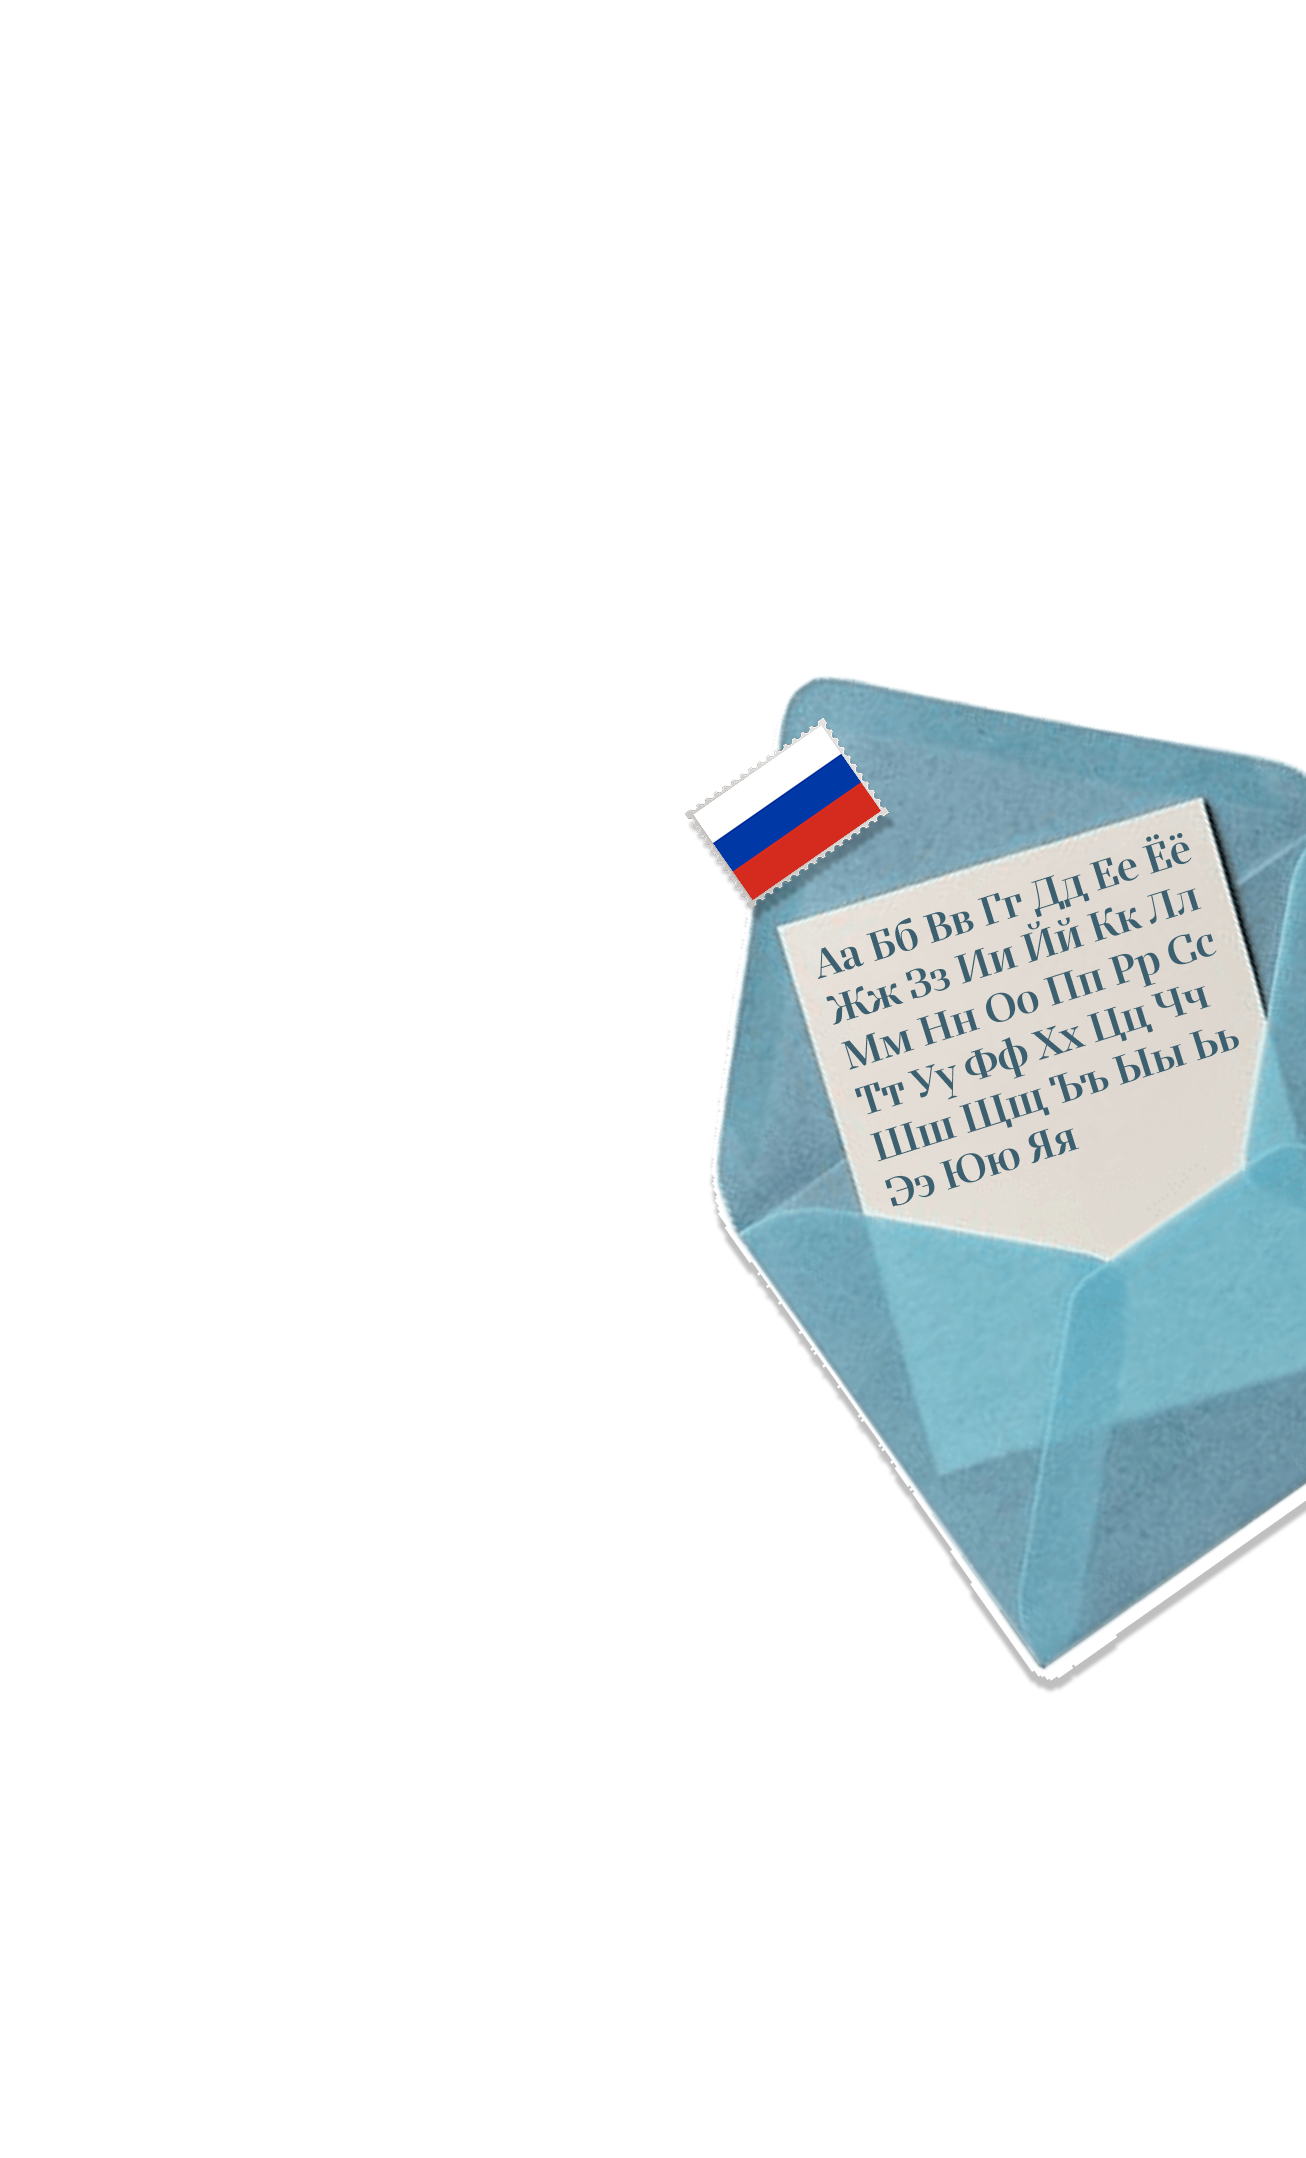 Аа Бб Вв Гг Дд Ее Ёё
Жж Зз Ии Йй Кк Лл
Мм Нн Оо Пп Рр Сс
Тт Уу Фф Хх Цц Чч
Шш Щщ Ъъ Ыы Ьь
Ээ Юю Яя